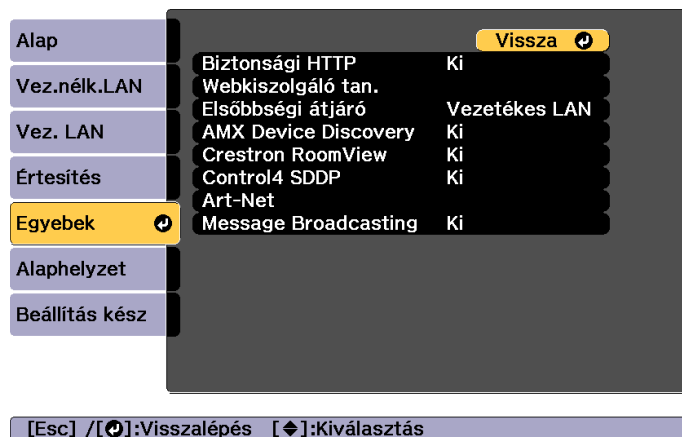 Alap
Vez.nélk.LAN
Vez. LAN
Értesítés
Egyebek
Alaphelyzet
Beállítás kész
Vissza
Biztonsági HTTP Ki
Webkiszolgáló tan.
Elsőbbségi átjáró Vezetékes LAN
AMX Device Discovery Ki
Crestron RoomView Ki
Control4 SDDP Ki
Art-Net
Message Broadcasting Ki
[Esc] /[⏎]:Visszalépés [◆]:Kiválasztás